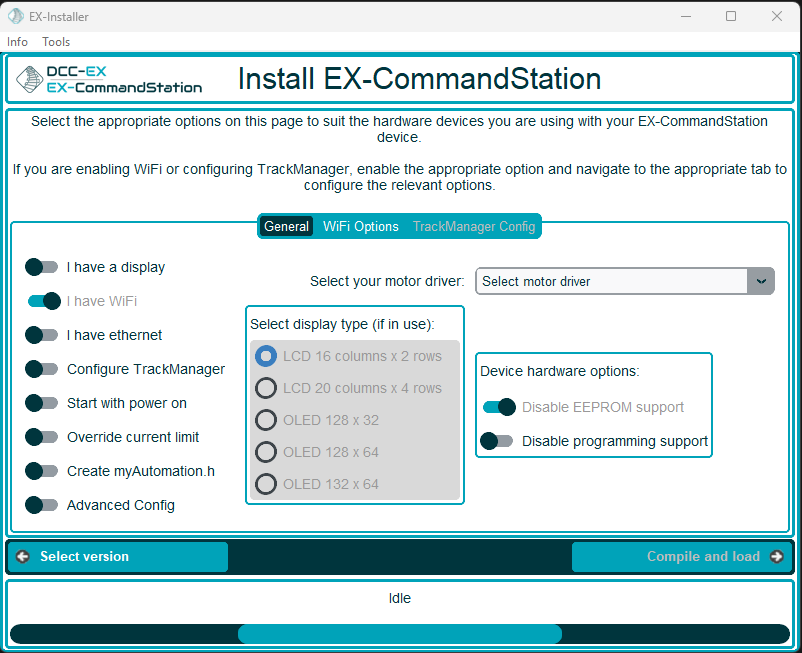 EX-Installer
Info Tools
DCC-EX
EX-CommandStation
Install EX-CommandStation
Select the appropriate options on this page to suit the hardware devices you are using with your EX-CommandStation
device.
If you are enabling WiFi or configuring TrackManager, enable the appropriate option and navigate to the appropriate tab to
configure the relevant options.
General WiFi Options TrackManager Config
I have a display
I have WiFi
I have ethernet
Configure TrackManager
Start with power on
Override current limit
Create myAutomation.h
Advanced Config
Select your motor driver: Select motor driver
Select display type (if in use):
LCD 16 columns x 2 rows
LCD 20 columns x 4 rows
OLED 128 x 32
OLED 128 x 64
OLED 132 x 64
Device hardware options:
Disable EEPROM support
Disable programming support
Select version
Compile and load
Idle